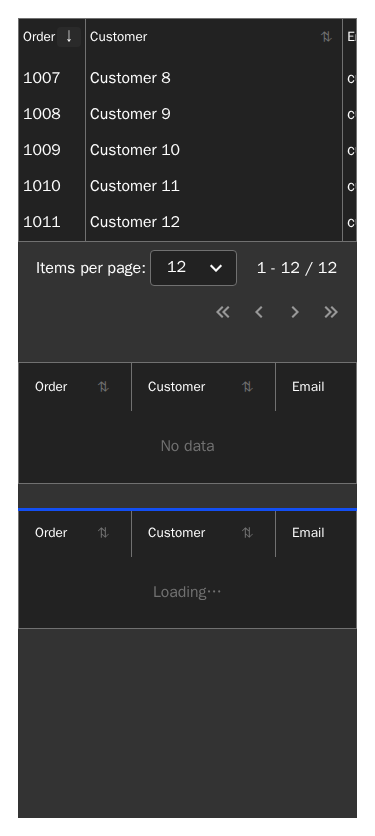 Order ↓ Customer ⇅ E
1007 Customer 8 c
1008 Customer 9 c
1009 Customer 10 c
1010 Customer 11 c
1011 Customer 12 c
Items per page: 12 1 - 12 / 12
Order ⇅ Customer ⇅ Email
No data
Order ⇅ Customer ⇅ Email
Loading···